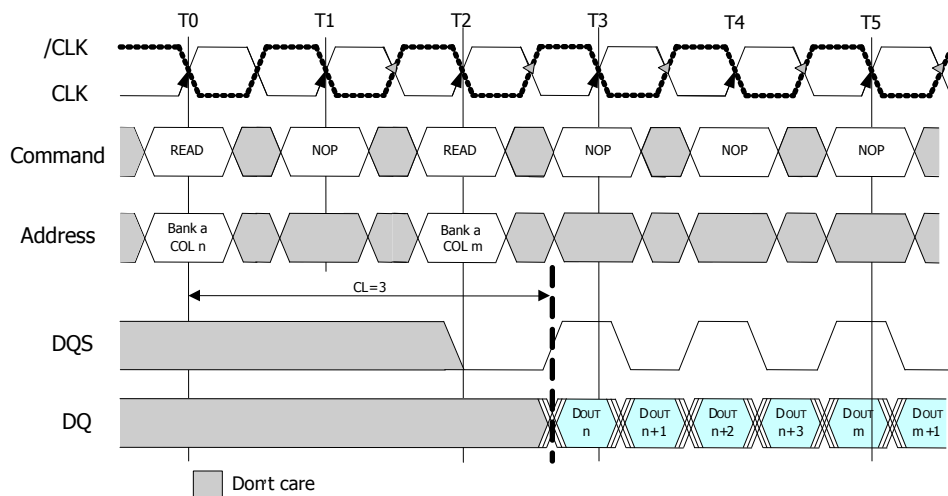 T0 T1 T2 T3 T4 T5
/CLK
CLK
Command READ NOP READ NOP NOP NOP
Address Bank a COL n Bank a COL m
CL=3
DQS
DQ DOUT n DOUT n+1 DOUT n+2 DOUT n+3 DOUT m DOUT m+1
Don't care